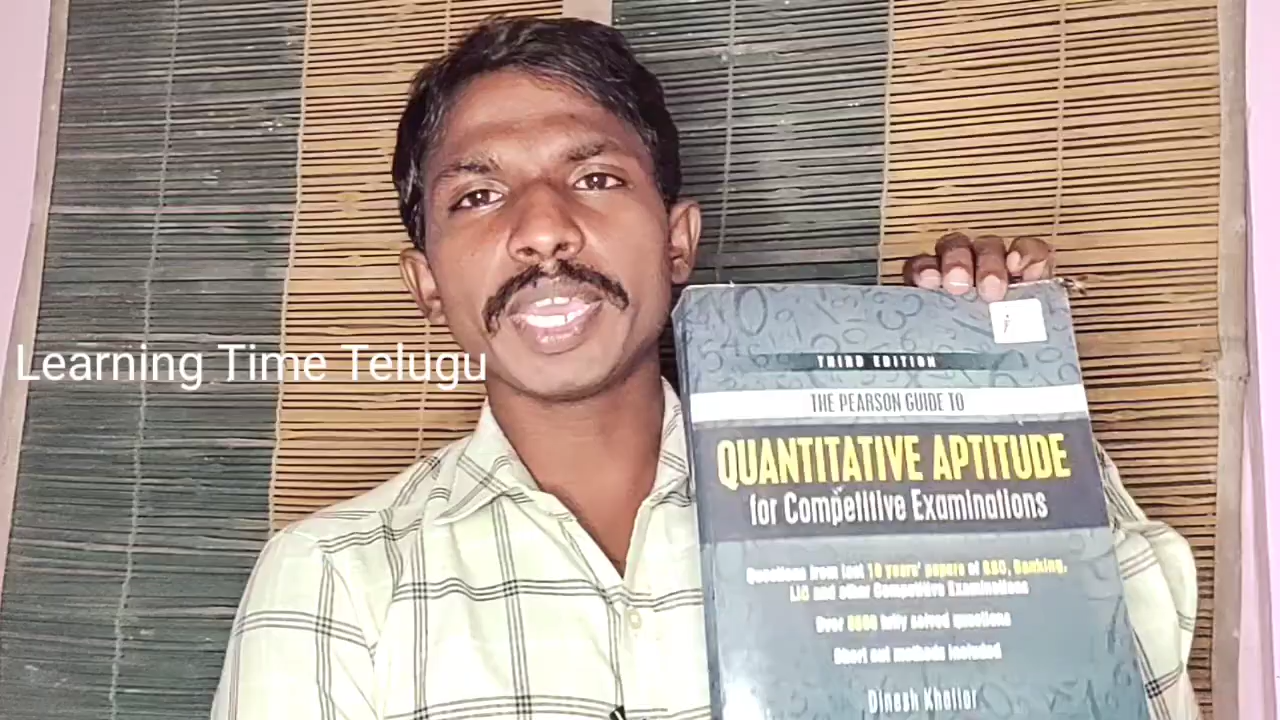 Learning Time Telugu
THIRD EDITION
THE PEARSON GUIDE TO
QUANTITATIVE APTITUDE
for Competitive Examinations
Questions from last 10 years' papers of SSC, Banking,
LIC and other Competitive Examinations
Over fully solved questions
Short cut methods included
Dinesh Khattar